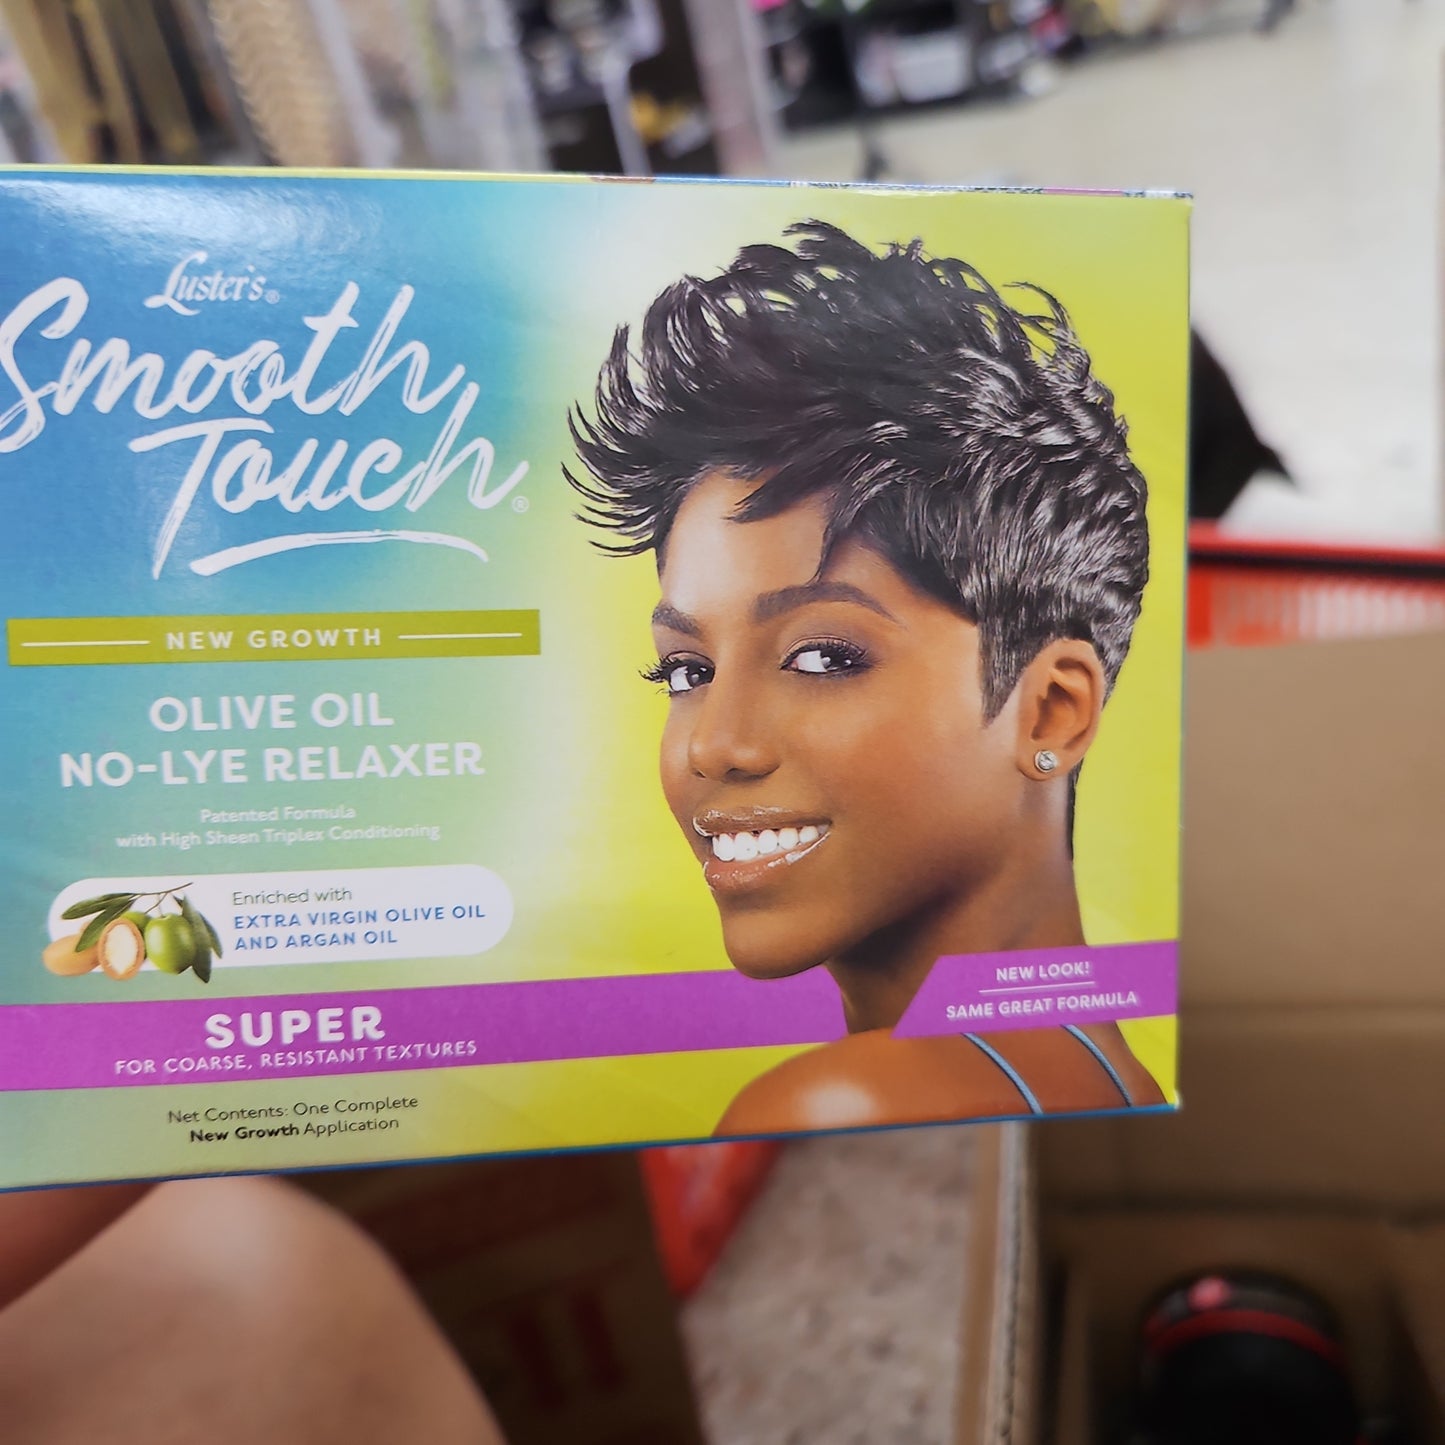 Luster's®
Smooth
Touch®
NEW GROWTH
OLIVE OIL
NO-LYE RELAXER
Patented Formula
with High Sheen Triplex Conditioning
Enriched with
EXTRA VIRGIN OLIVE OIL
AND ARGAN OIL
SUPER
FOR COARSE, RESISTANT TEXTURES
NEW LOOK!
SAME GREAT FORMULA
Net Contents: One Complete
New Growth Application